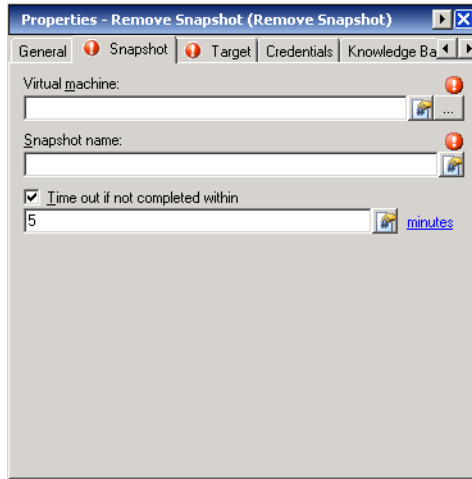 Properties - Remove Snapshot (Remove Snapshot)
General Snapshot Target Credentials Knowledge Ba
Virtual machine:
...
Snapshot name:
Time out if not completed within
5 minutes